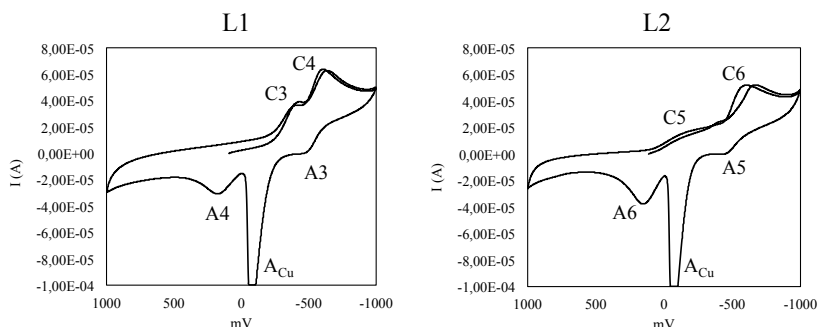 L1
8,00E-05
6,00E-05
4,00E-05
2,00E-05
0,00E+00
-2,00E-05
-4,00E-05
-6,00E-05
-8,00E-05
-1,00E-04
I (A)
C4
C3
A3
A4
ACu
1000 500 0 -500 -1000
mV
L2
8,00E-05
6,00E-05
4,00E-05
2,00E-05
0,00E+00
-2,00E-05
-4,00E-05
-6,00E-05
-8,00E-05
-1,00E-04
I (A)
C6
C5
A5
A6
ACu
1000 500 0 -500 -1000
mV